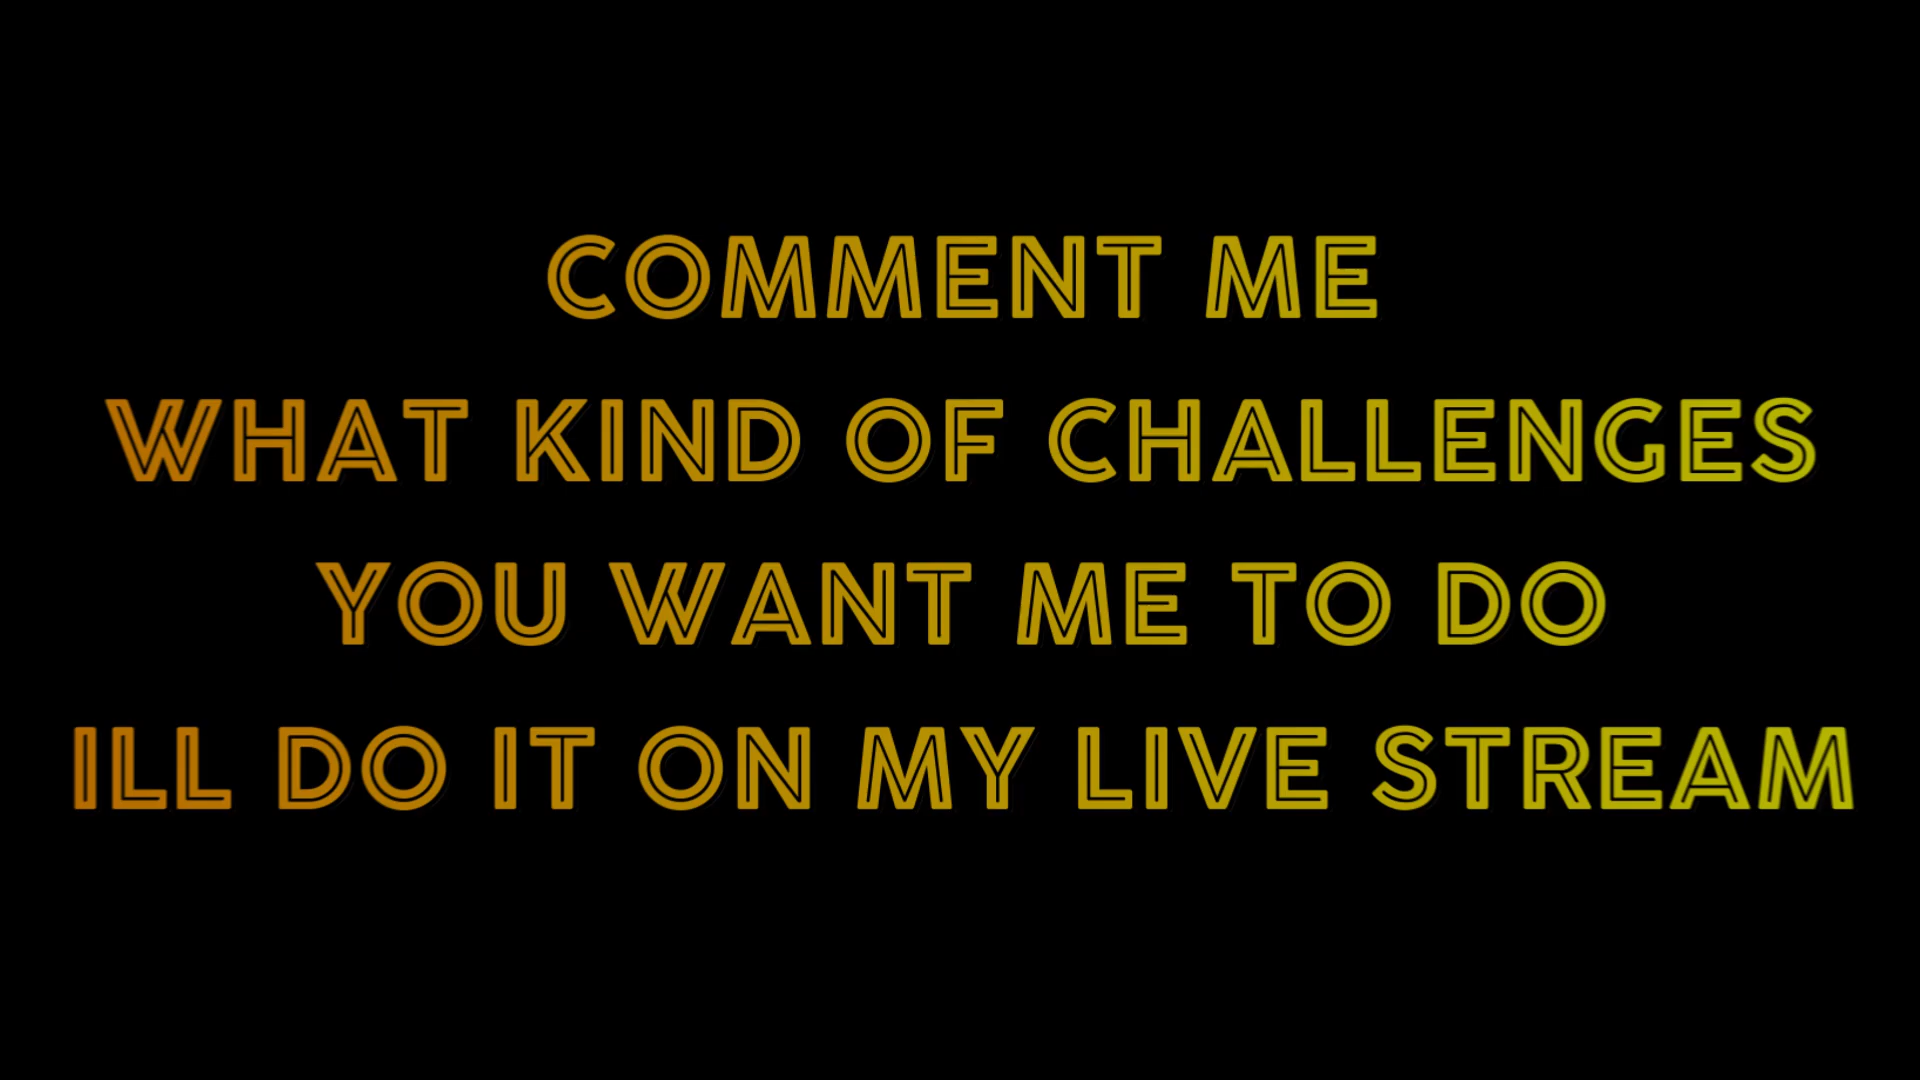 COMMENT ME
WHAT KIND OF CHALLENGES
YOU WANT ME TO DO
ILL DO IT ON MY LIVE STREAM